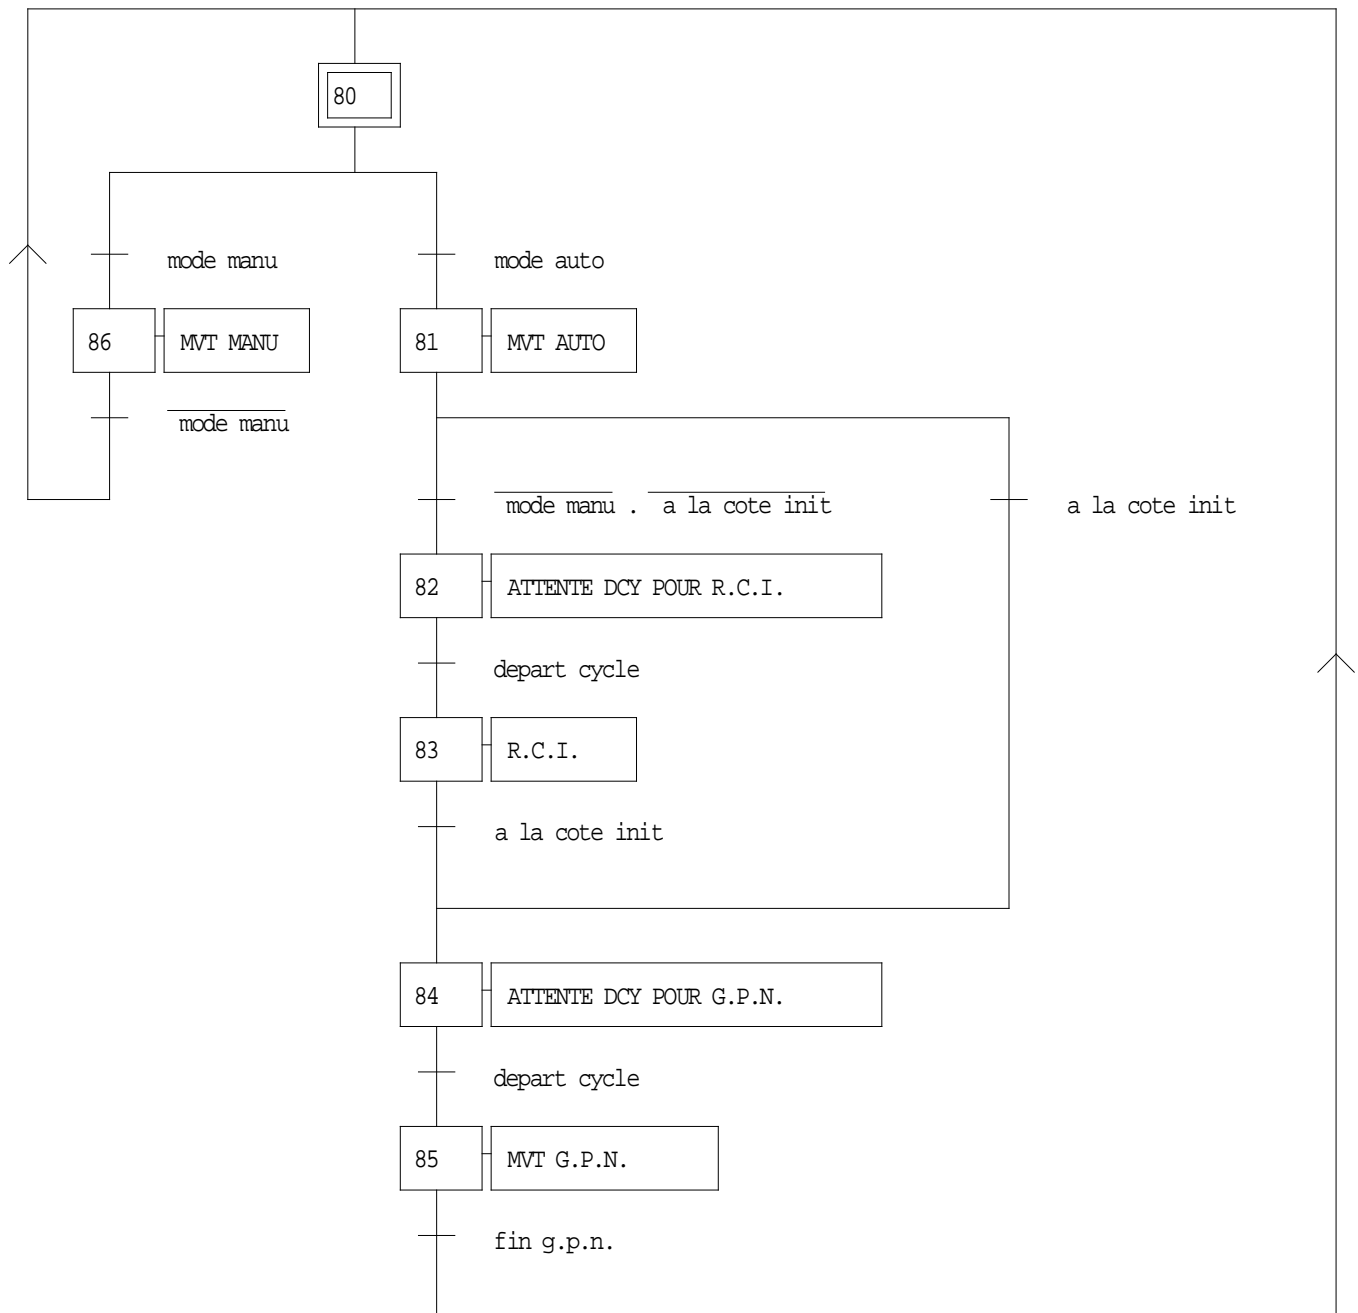 80
mode manu
mode auto
86
MVT MANU
81
MVT AUTO
mode manu
mode manu . a la cote init
a la cote init
82
ATTENTE DCY POUR R.C.I.
depart cycle
83
R.C.I.
a la cote init
84
ATTENTE DCY POUR G.P.N.
depart cycle
85
MVT G.P.N.
fin g.p.n.